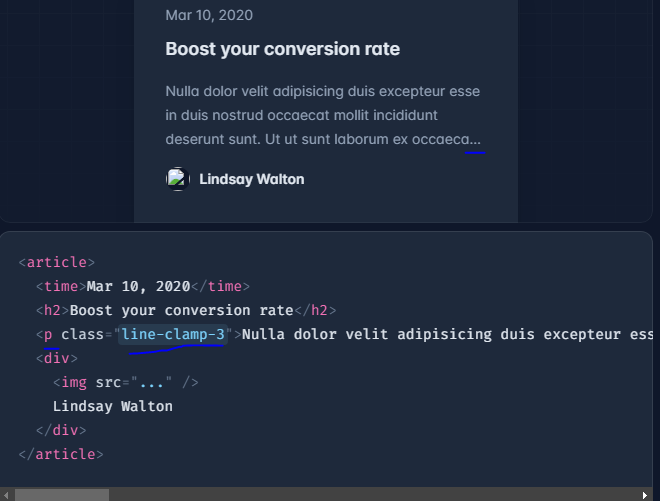 Mar 10, 2020
Boost your conversion rate
Nulla dolor velit adipisicing duis excepteur esse
in duis nostrud occaecat mollit incididunt
deserunt sunt. Ut ut sunt laborum ex occaeca...
Lindsay Walton
<article>
<time>Mar 10, 2020</time>
<h2>Boost your conversion rate</h2>
<p class="line-clamp-3">Nulla dolor velit adipisicing duis excepteur ess
<div>
<img src="..." />
Lindsay Walton
</div>
</article>